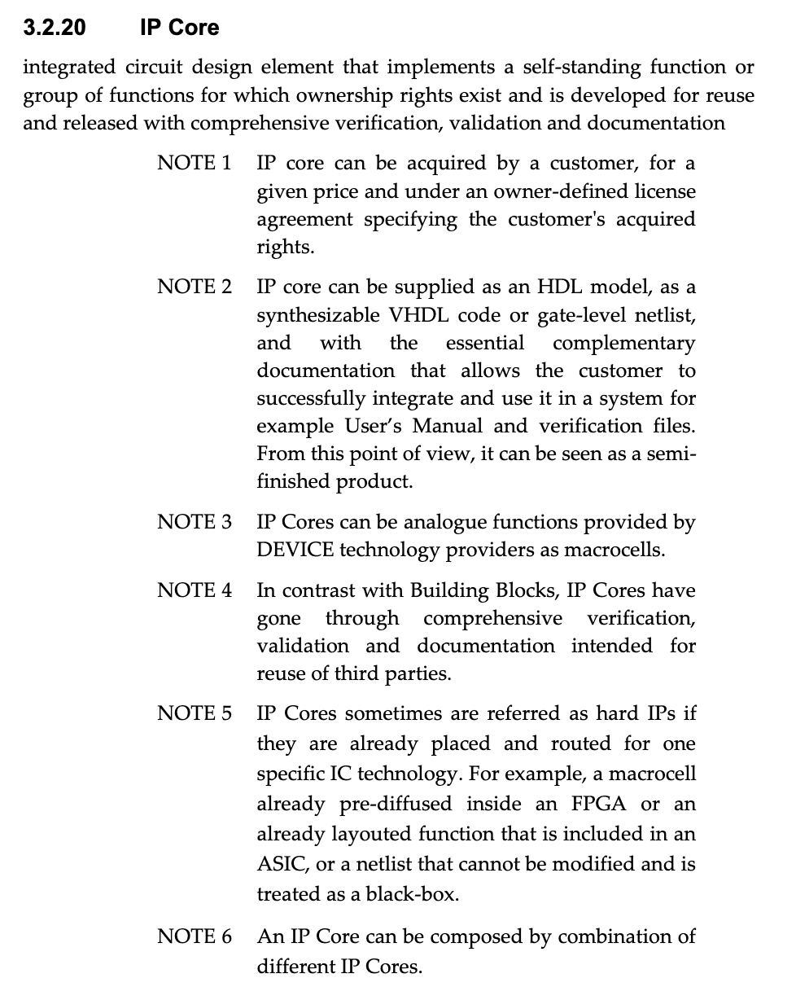 3.2.20 IP Core
integrated circuit design element that implements a self-standing function or
group of functions for which ownership rights exist and is developed for reuse
and released with comprehensive verification, validation and documentation
NOTE 1 IP core can be acquired by a customer, for a
given price and under an owner-defined license
agreement specifying the customer's acquired
rights.
NOTE 2 IP core can be supplied as an HDL model, as a
synthesizable VHDL code or gate-level netlist,
and with the essential complementary
documentation that allows the customer to
successfully integrate and use it in a system for
example User’s Manual and verification files.
From this point of view, it can be seen as a semi-
finished product.
NOTE 3 IP Cores can be analogue functions provided by
DEVICE technology providers as macrocells.
NOTE 4 In contrast with Building Blocks, IP Cores have
gone through comprehensive verification,
validation and documentation intended for
reuse of third parties.
NOTE 5 IP Cores sometimes are referred as hard IPs if
they are already placed and routed for one
specific IC technology. For example, a macrocell
already pre-diffused inside an FPGA or an
already layouted function that is included in an
ASIC, or a netlist that cannot be modified and is
treated as a black-box.
NOTE 6 An IP Core can be composed by combination of
different IP Cores.